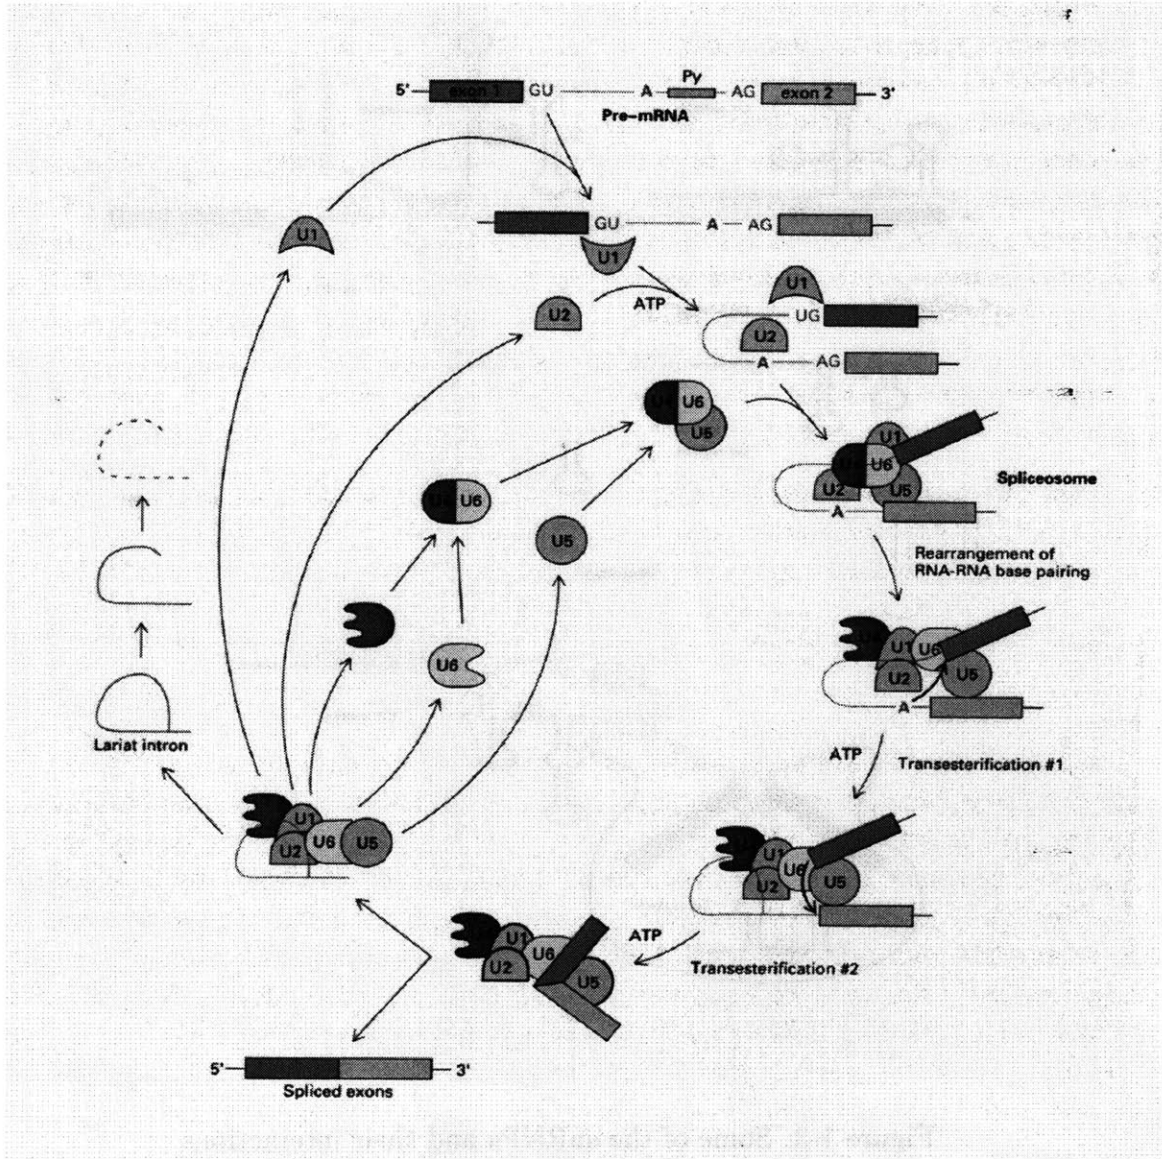 Py
5' exon 1 GU A AG exon 2 3'
Pre-mRNA
U1
GU A AG
U1
U1
U2
ATP
UG
U2
A AG
U6
U5
U1
U6
Spliceosome
U6
U2 U5
A
U5
Rearrangement of
RNA-RNA base pairing
U1 U6
U6
U2 U5
A
Lariat intron
ATP Transesterification #1
U1
U6 U5
U2
U1
U6
U5
U2
U1
ATP
U6
U2
U5
Transesterification #2
5' 3'
Spliced exons